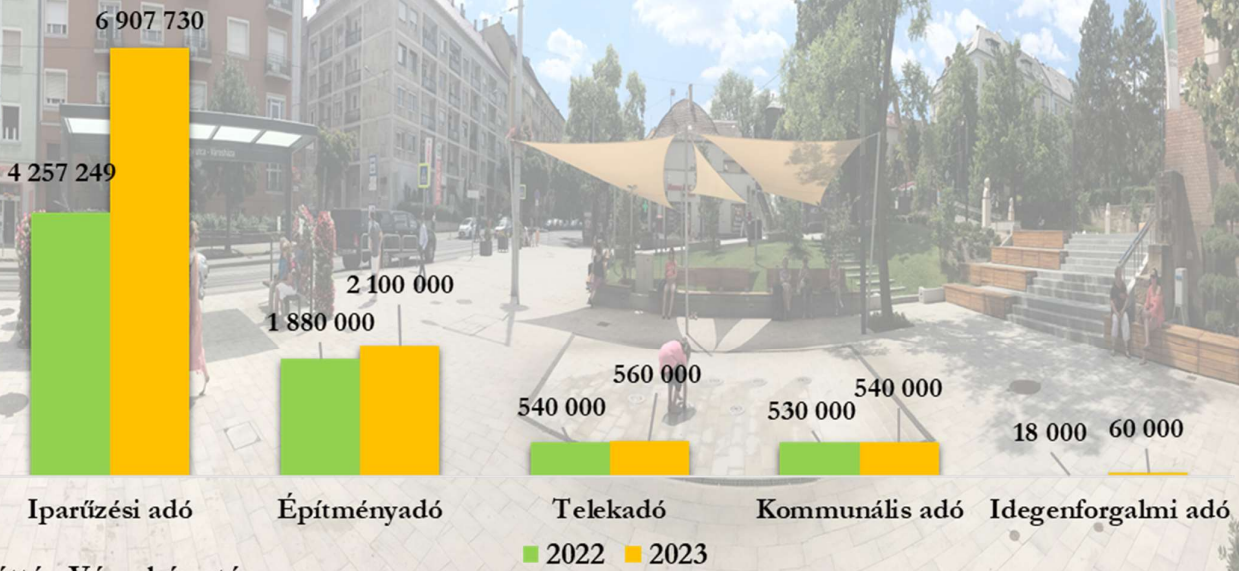 6 907 730
4 257 249
2 100 000
1 880 000
560 000
540 000
540 000
530 000
18 000
60 000
Iparűzési adó
Építményadó
Telekadó
Kommunális adó
Idegenforgalmi adó
2022
2023